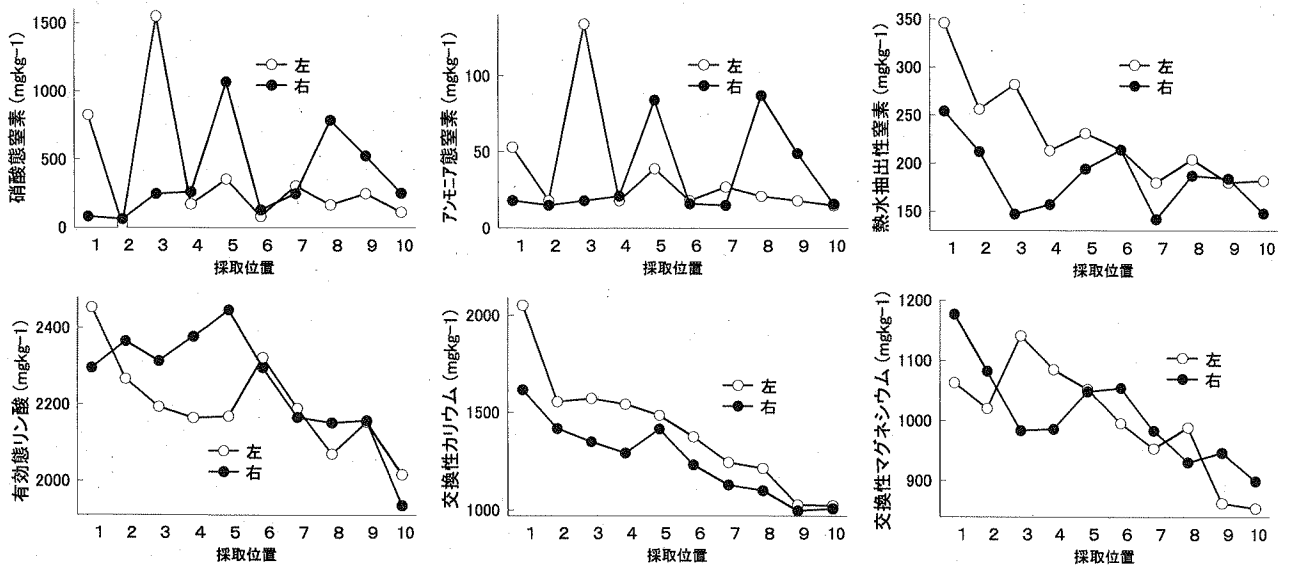 硝酸態窒素 (mgkg-1)
1500
1000
500
0
左
右
1 2 3 4 5 6 7 8 9 10
採取位置
アンモニア態窒素 (mgkg-1)
100
50
0
左
右
1 2 3 4 5 6 7 8 9 10
採取位置
熱水抽出性窒素 (mgkg-1)
350
300
250
200
150
左
右
1 2 3 4 5 6 7 8 9 10
採取位置
有効態リン酸 (mgkg-1)
2400
2200
2000
左
右
1 2 3 4 5 6 7 8 9 10
採取位置
交換性カリウム (mgkg-1)
2000
1500
1000
左
右
1 2 3 4 5 6 7 8 9 10
採取位置
交換性マグネシウム (mgkg-1)
1200
1100
1000
900
左
右
1 2 3 4 5 6 7 8 9 10
採取位置